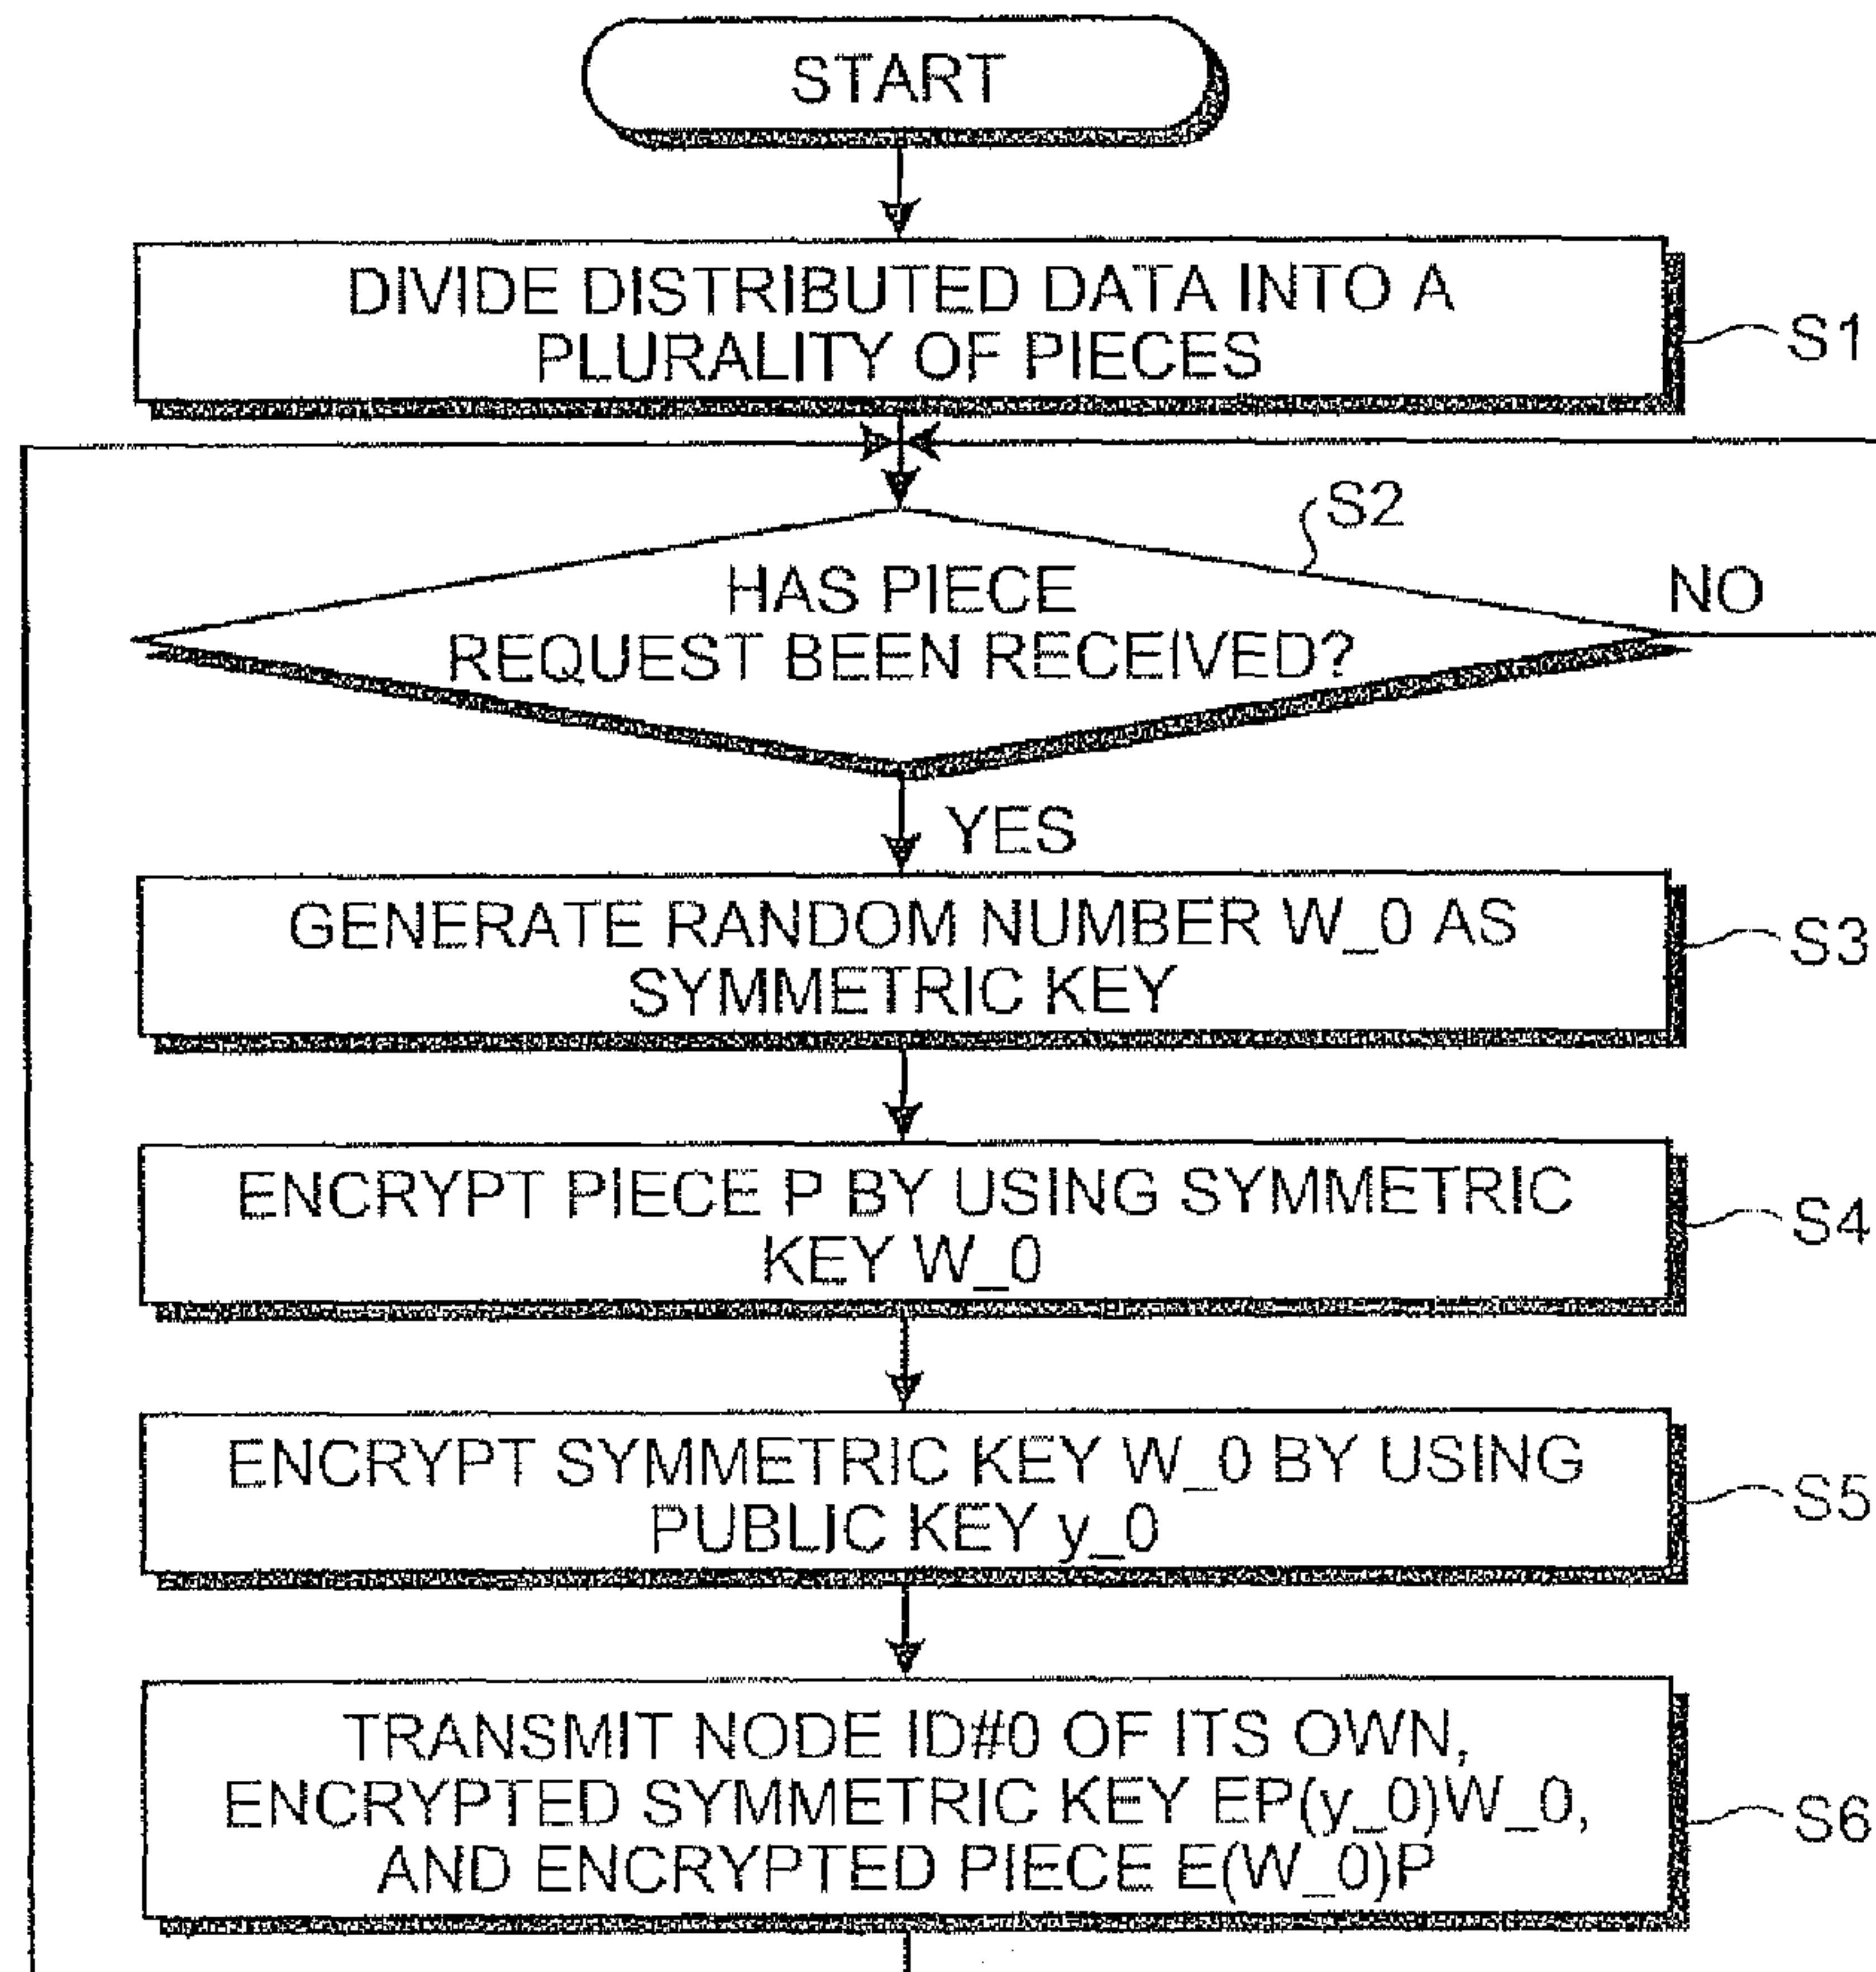 START
DIVIDE DISTRIBUTED DATA INTO A
PLURALITY OF PIECES
S1
S2
HAS PIECE
REQUEST BEEN RECEIVED?
NO
YES
GENERATE RANDOM NUMBER W_0 AS
SYMMETRIC KEY
S3
ENCRYPT PIECE P BY USING SYMMETRIC
KEY W_0
S4
ENCRYPT SYMMETRIC KEY W_0 BY USING
PUBLIC KEY y_0
S5
TRANSMIT NODE ID#0 OF ITS OWN,
ENCRYPTED SYMMETRIC KEY EP(y_0)W_0,
AND ENCRYPTED PIECE E(W_0)P
S6